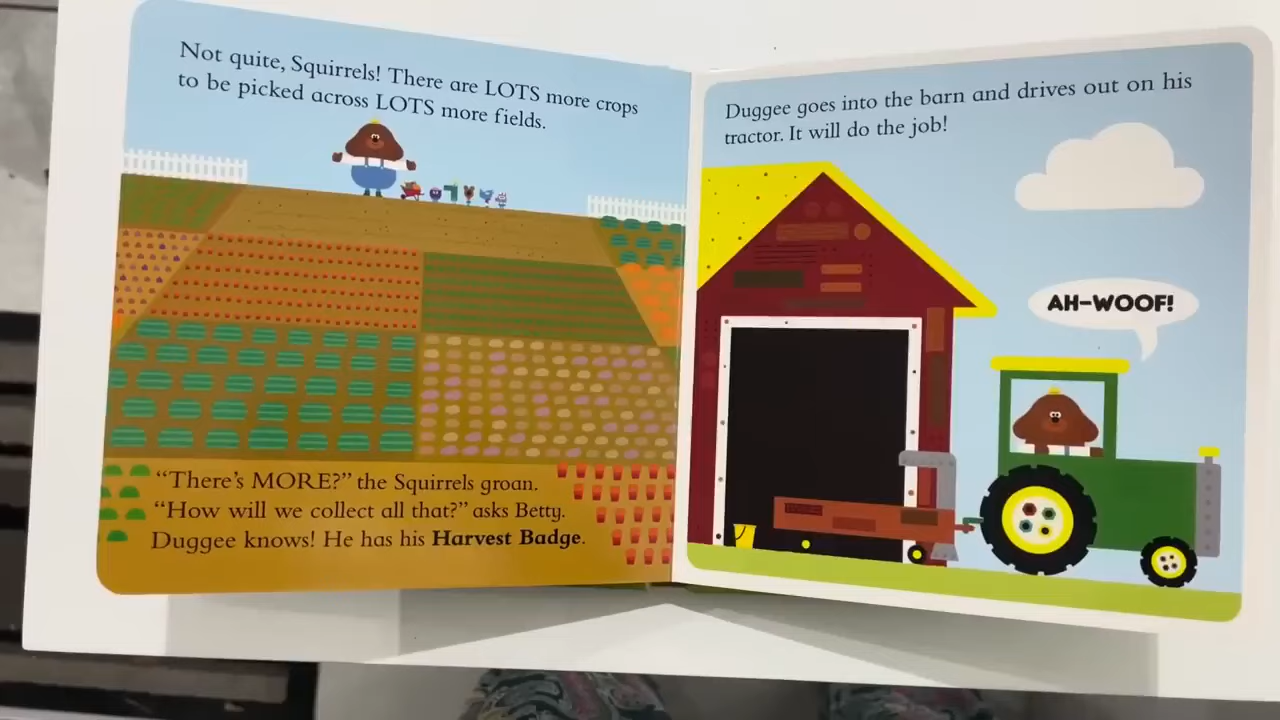 Not quite, Squirrels! There are LOTS more crops
to be picked across LOTS more fields.
"There's MORE?" the Squirrels groan.
"How will we collect all that?" asks Betty.
Duggee knows! He has his Harvest Badge.
Duggee goes into the barn and drives out on his
tractor. It will do the job!
AH-WOOF!